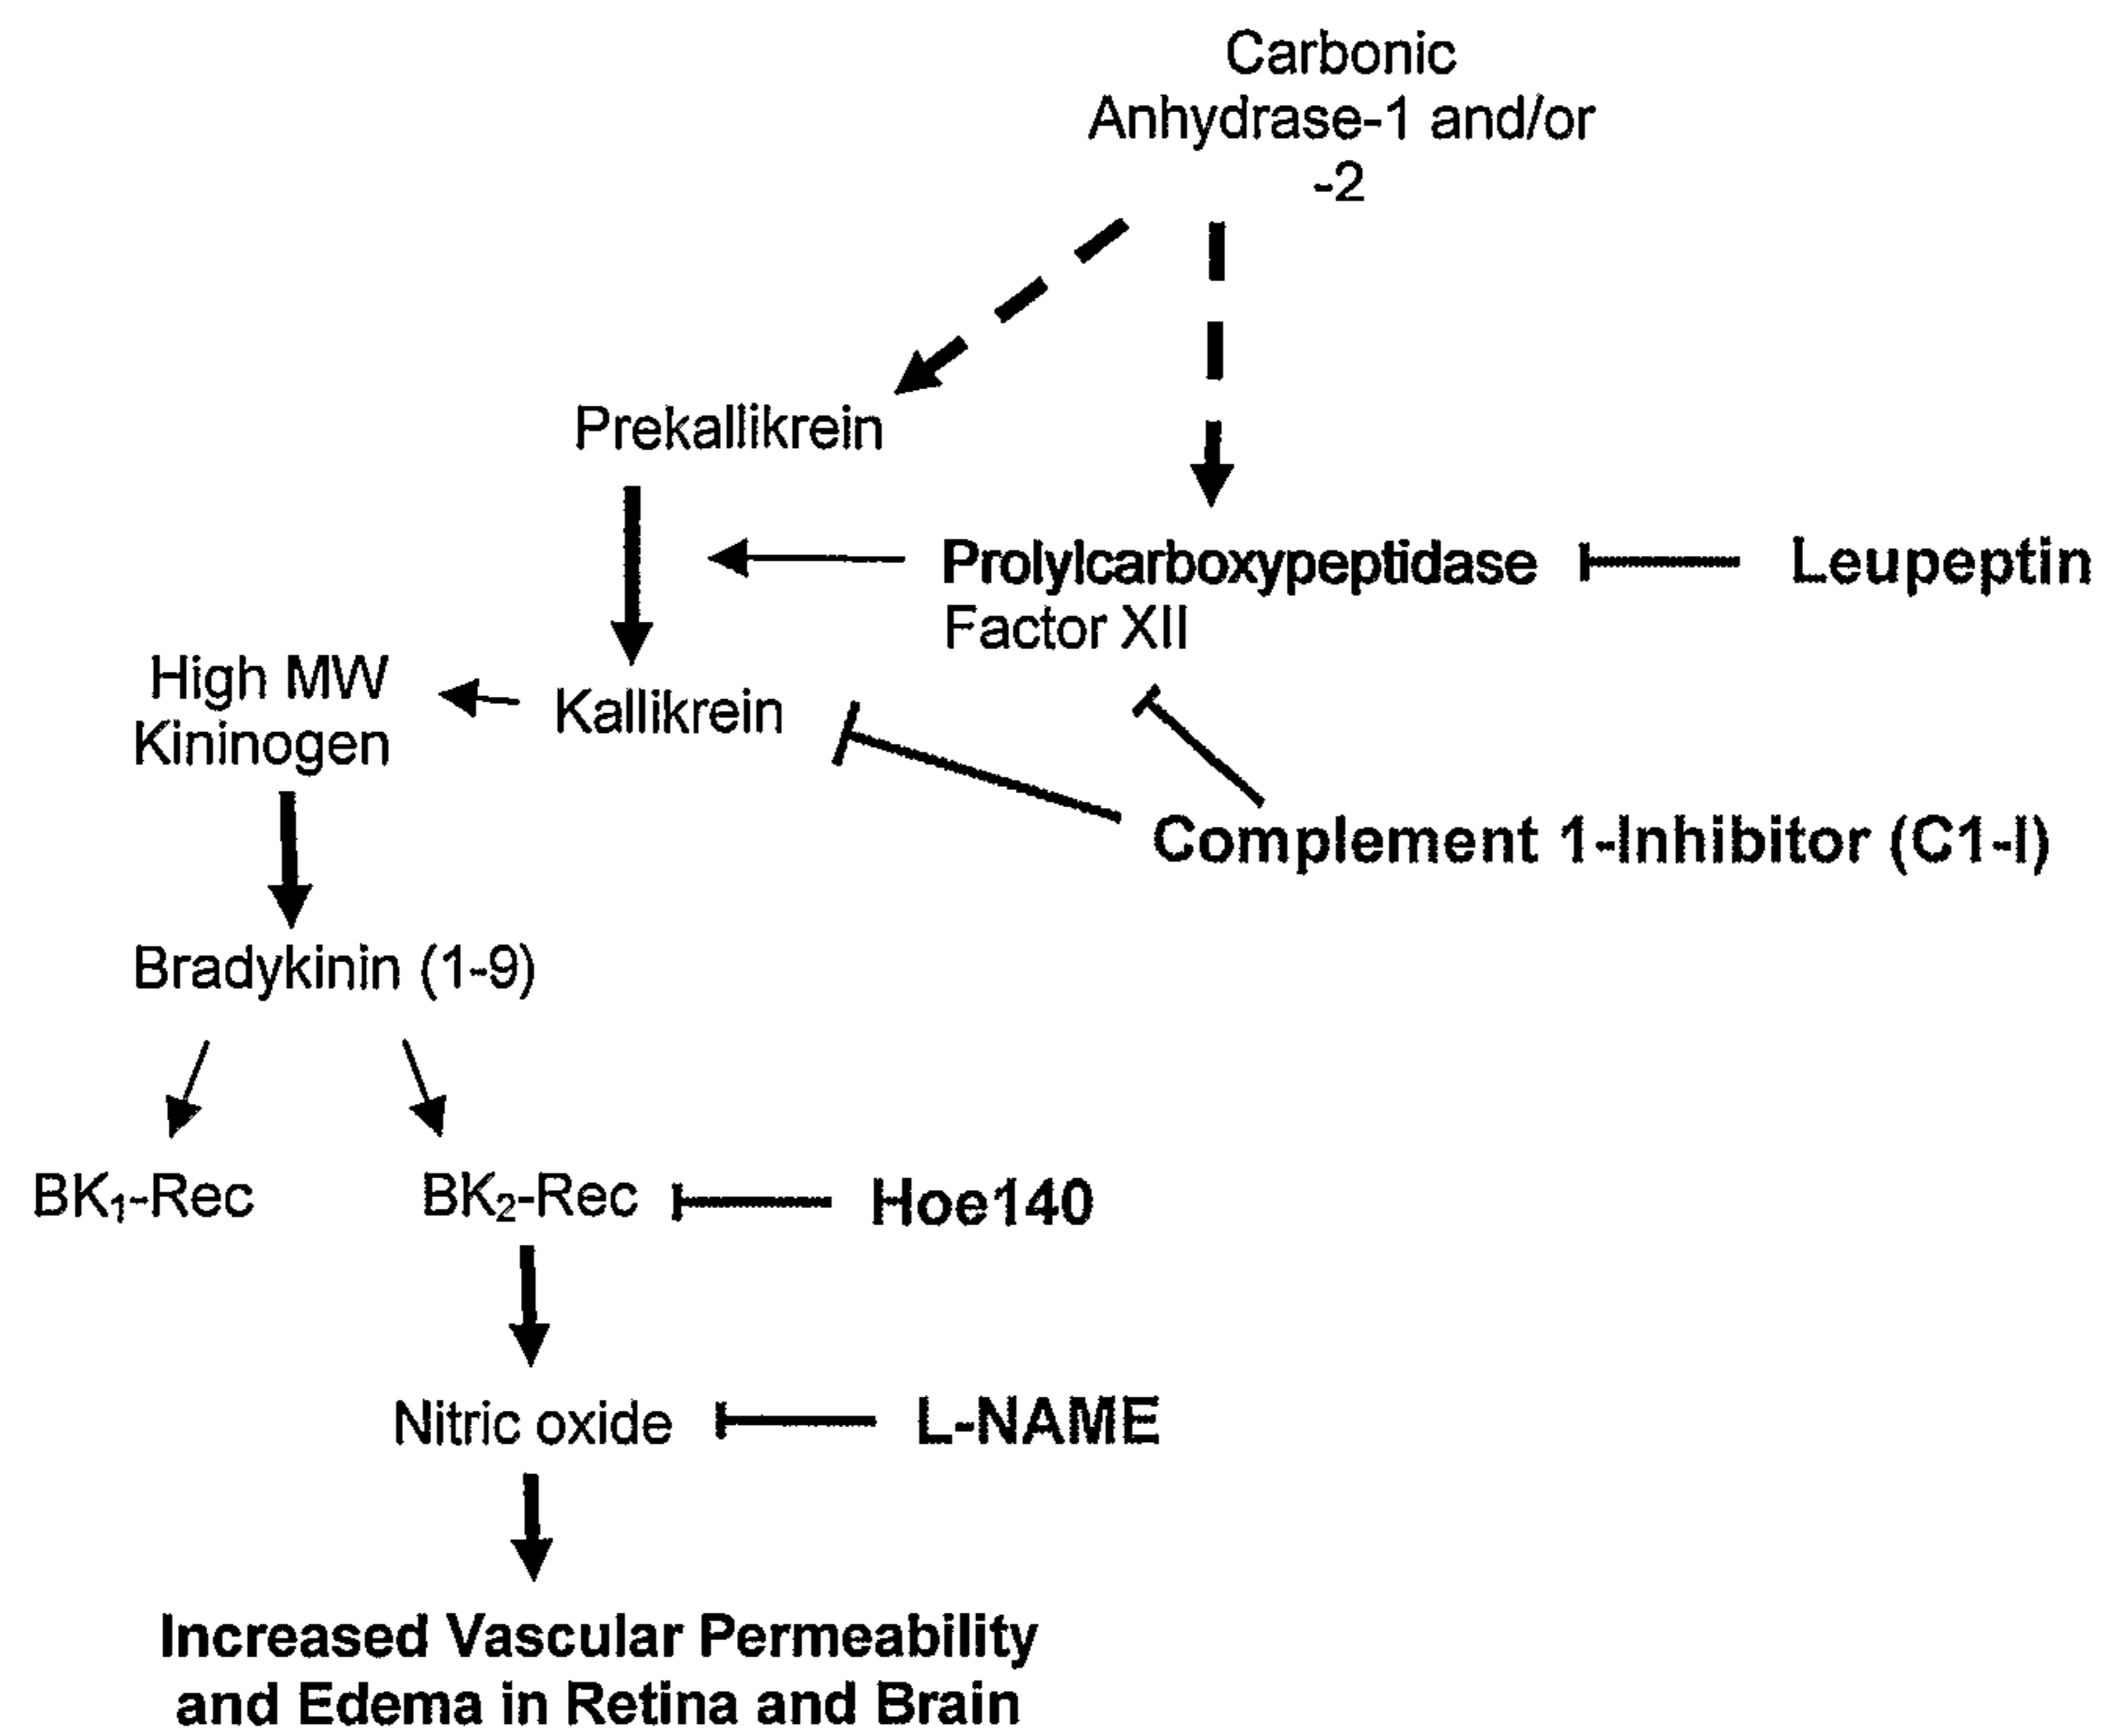 Carbonic
Anhydrase-1 and/or
-2
Prekallikrein
Prolylcarboxypeptidase
Factor XII
Leupeptin
High MW
Kininogen
Kallikrein
Complement 1-Inhibitor (C1-I)
Bradykinin (1-9)
BK₁-Rec
BK₂-Rec
Hoe140
Nitric oxide
L-NAME
Increased Vascular Permeability
and Edema in Retina and Brain